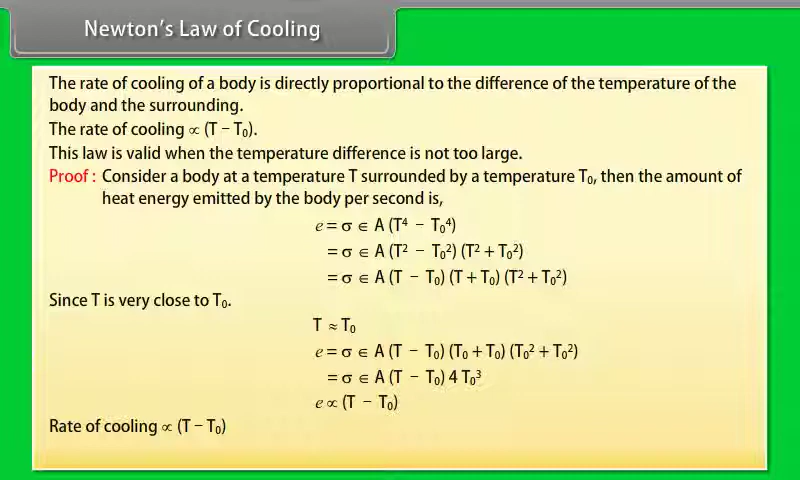 Newton's Law of Cooling
The rate of cooling of a body is directly proportional to the difference of the temperature of the
body and the surrounding.
The rate of cooling ∝ (T − T₀).
This law is valid when the temperature difference is not too large.
Proof : Consider a body at a temperature T surrounded by a temperature T₀, then the amount of
heat energy emitted by the body per second is,
e = σ ∈ A (T⁴ − T₀⁴)
= σ ∈ A (T² − T₀²) (T² + T₀²)
= σ ∈ A (T − T₀) (T + T₀) (T² + T₀²)
Since T is very close to T₀.
T ≈ T₀
e = σ ∈ A (T − T₀) (T₀ + T₀) (T₀² + T₀²)
= σ ∈ A (T − T₀) 4 T₀³
e ∝ (T − T₀)
Rate of cooling ∝ (T − T₀)